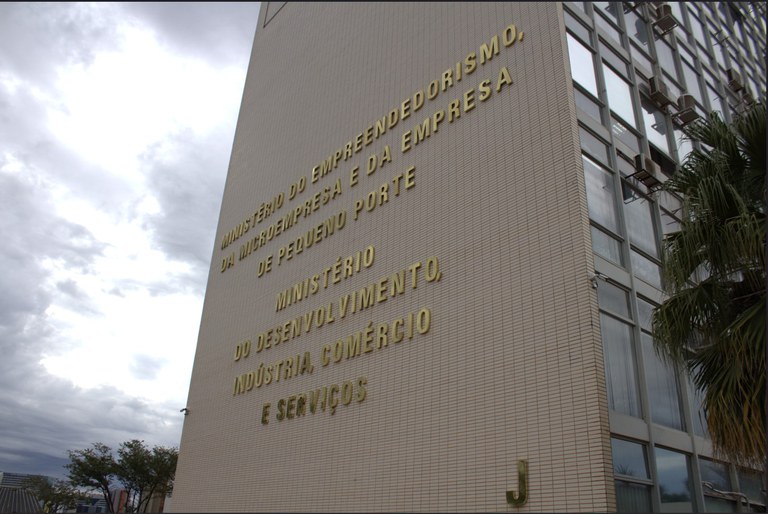 MINISTÉRIO DO EMPREENDEDORISMO,
DA MICROEMPRESA E DA EMPRESA
DE PEQUENO PORTE
MINISTÉRIO
DO DESENVOLVIMENTO,
INDÚSTRIA, COMÉRCIO
E SERVIÇOS
J